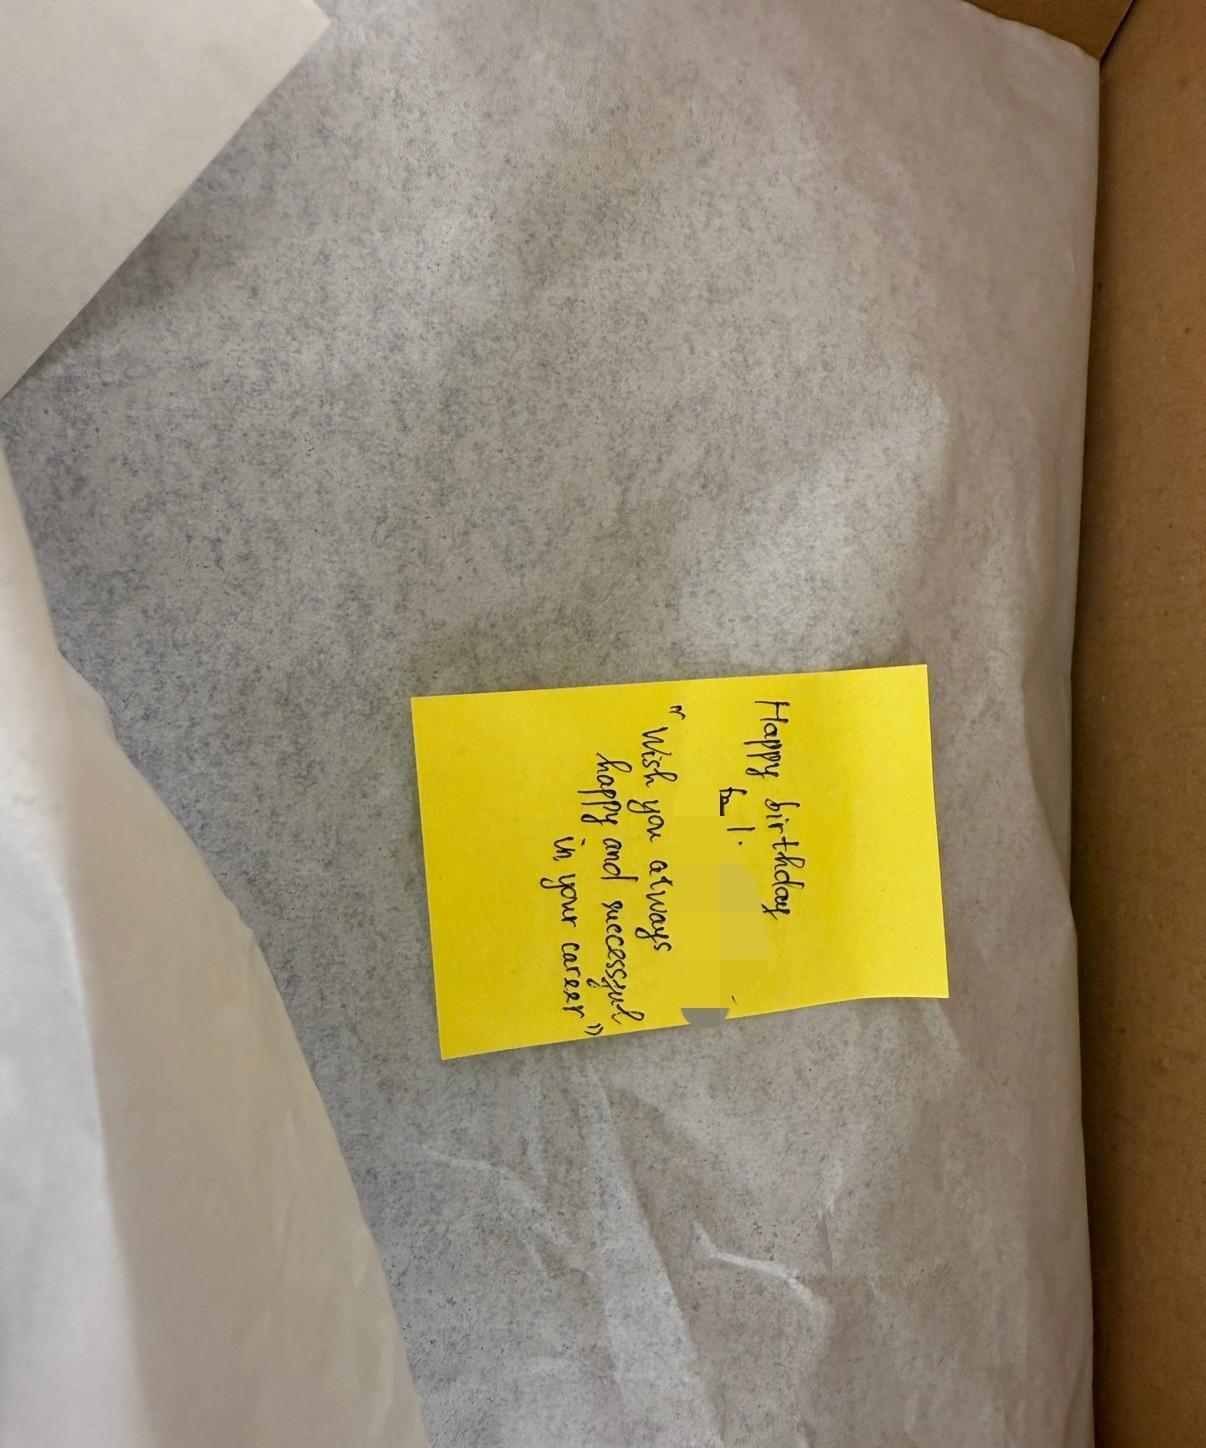 Happy birthday
"Wish you always
happy and successful
in your career"